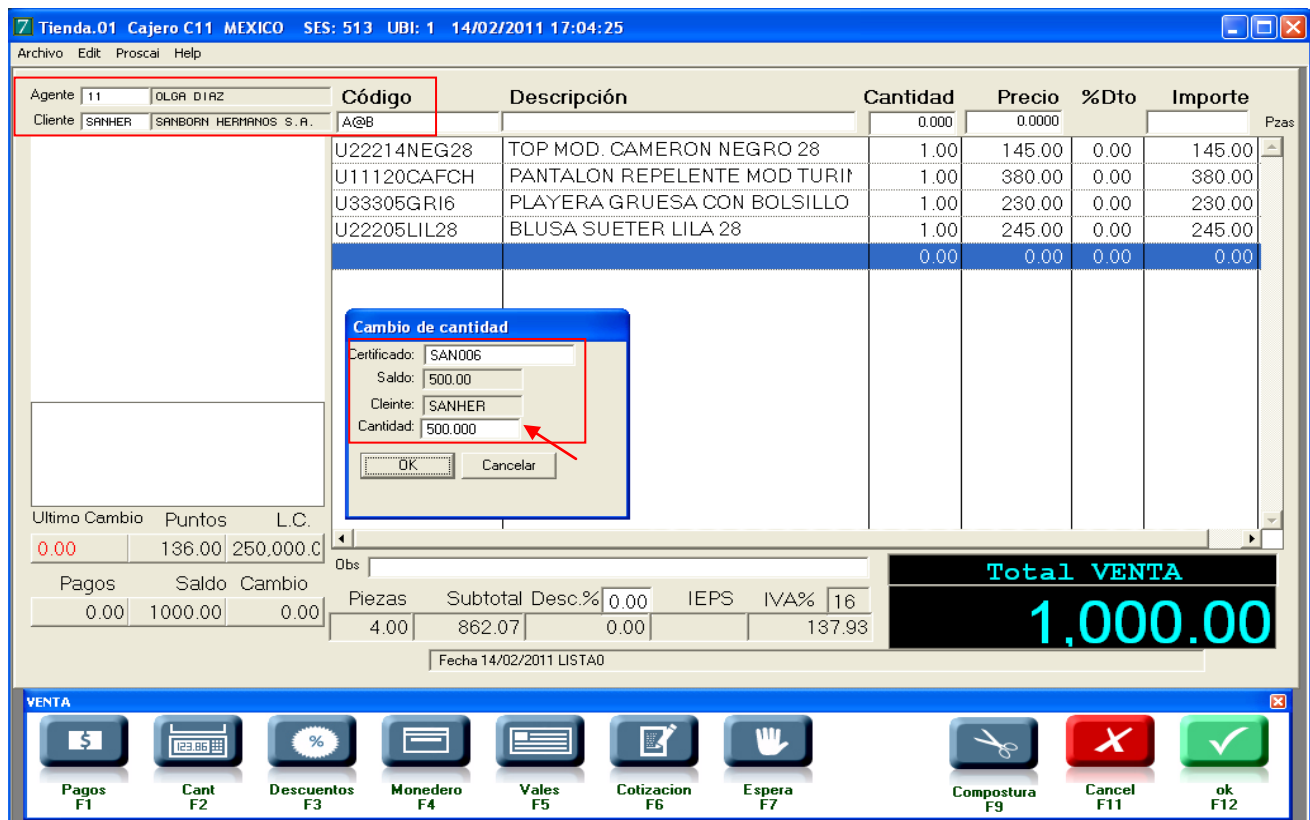 7 Tienda.01 Cajero C11 MEXICO SES: 513 UBI: 1 14/02/2011 17:04:25
Archivo Edit Proscai Help
Agente 11 OLGA DIAZ Código Descripción Cantidad Precio %Dto Importe
Cliente SANHER SANBORN HERMANOS S.A. A@B 0.000 0.0000 Pzas
U22214NEG28 TOP MOD. CAMERON NEGRO 28 1.00 145.00 0.00 145.00
U11120CAFCH PANTALON REPELENTE MOD TURIN 1.00 380.00 0.00 380.00
U33305GRI6 PLAYERA GRUESA CON BOLSILLO 1.00 230.00 0.00 230.00
U22205LIL28 BLUSA SUETER LILA 28 1.00 245.00 0.00 245.00
0.00 0.00 0.00 0.00
Cambio de cantidad
Certificado: SAN006
Saldo: 500.00
Cleinte: SANHER
Cantidad: 500.000
OK Cancelar
Ultimo Cambio Puntos L.C.
0.00 136.00 250,000.0
Pagos Saldo Cambio
0.00 1000.00 0.00
Obs
Piezas Subtotal Desc.% 0.00 IEPS IVA% 16
4.00 862.07 0.00 137.93
Total VENTA
1,000.00
Fecha 14/02/2011 LISTA0
VENTA
$ 123.86 %
Pagos Cant Descuentos Monedero Vales Cotizacion Espera Compostura Cancel ok
F1 F2 F3 F4 F5 F6 F7 F9 F11 F12